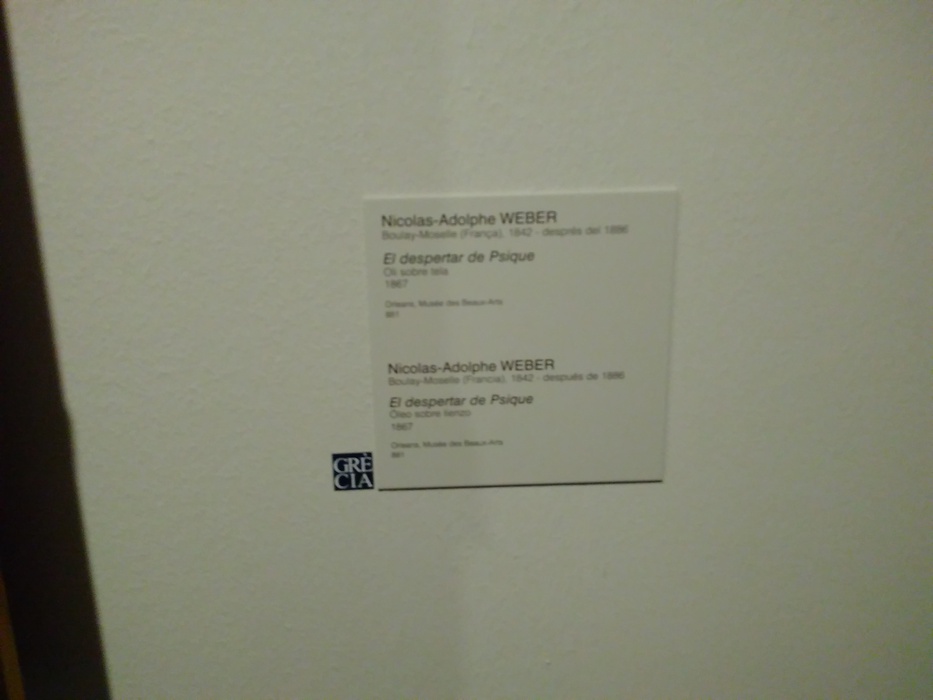 Nicolas-Adolphe WEBER
Boulay-Moselle (França), 1842 - després del 1886
El despertar de Psique
Oli sobre tela
1867
Orleans, Musée des Beaux-Arts
881
Nicolas-Adolphe WEBER
Boulay-Moselle (Francia), 1842 - después de 1886
El despertar de Psique
Óleo sobre lienzo
1867
Orleans, Musée des Beaux-Arts
881
GRÈ
CIA